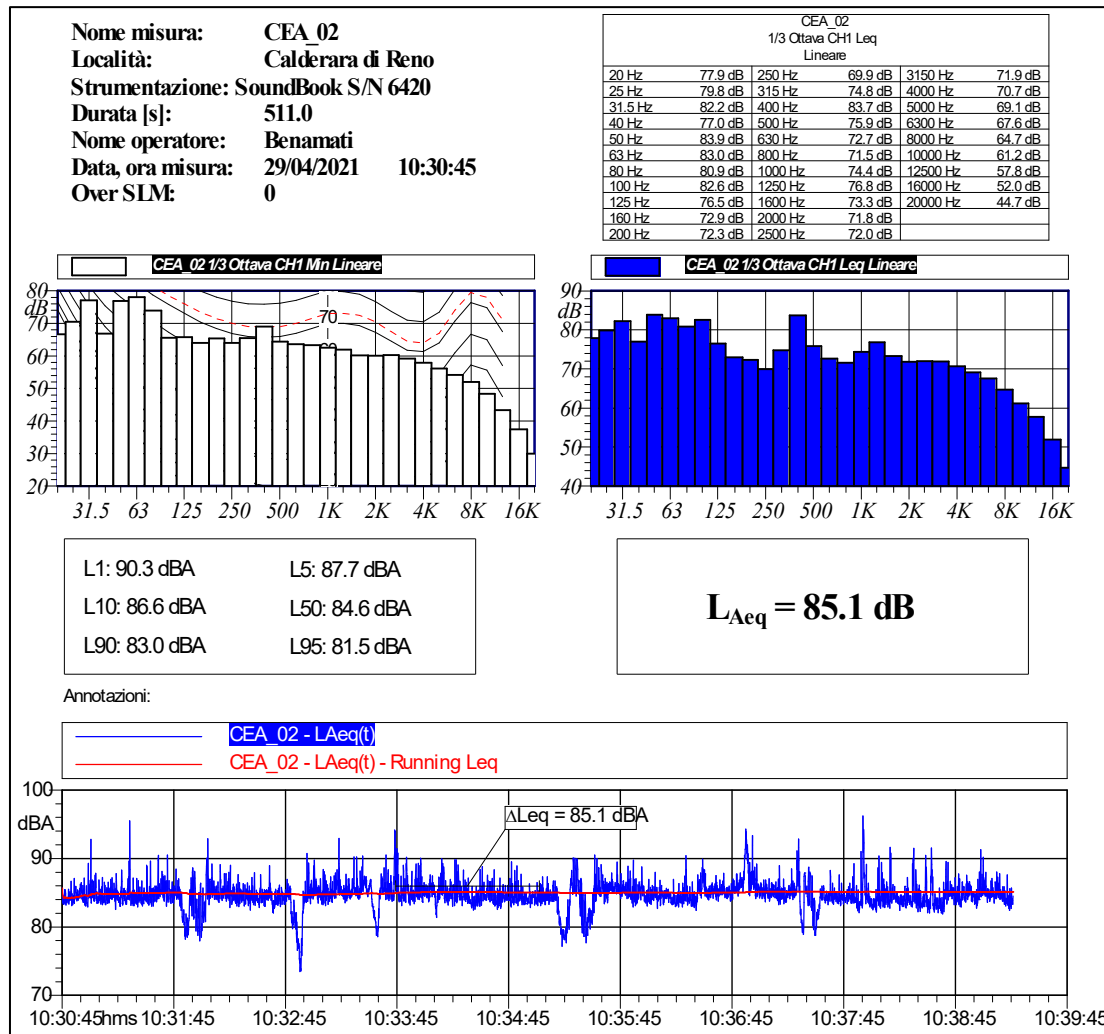 Nome misura: CEA_02
Località: Calderara di Reno
Strumentazione: SoundBook S/N 6420
Durata [s]: 511.0
Nome operatore: Benamati
Data, ora misura: 29/04/2021 10:30:45
Over SLM: 0
CEA_02
1/3 Ottava CH1 Leq
Lineare
20 Hz 77.9 dB 250 Hz 69.9 dB 3150 Hz 71.9 dB
25 Hz 79.8 dB 315 Hz 74.8 dB 4000 Hz 70.7 dB
31.5 Hz 82.2 dB 400 Hz 83.7 dB 5000 Hz 69.1 dB
40 Hz 77.0 dB 500 Hz 75.9 dB 6300 Hz 67.6 dB
50 Hz 83.9 dB 630 Hz 72.7 dB 8000 Hz 64.7 dB
63 Hz 83.0 dB 800 Hz 71.5 dB 10000 Hz 61.2 dB
80 Hz 80.9 dB 1000 Hz 74.4 dB 12500 Hz 57.8 dB
100 Hz 82.6 dB 1250 Hz 76.8 dB 16000 Hz 52.0 dB
125 Hz 76.5 dB 1600 Hz 73.3 dB 20000 Hz 44.7 dB
160 Hz 72.9 dB 2000 Hz 71.8 dB
200 Hz 72.3 dB 2500 Hz 72.0 dB
CEA_02 1/3 Ottava CH1 Min Lineare
80
dB
70
60
50
40
30
20
70
31.5 63 125 250 500 1K 2K 4K 8K 16K
CEA_02 1/3 Ottava CH1 Leq Lineare
90
dB
80
70
60
50
40
31.5 63 125 250 500 1K 2K 4K 8K 16K
L1: 90.3 dBA L5: 87.7 dBA
L10: 86.6 dBA L50: 84.6 dBA
L90: 83.0 dBA L95: 81.5 dBA
LAeq = 85.1 dB
Annotazioni:
CEA_02 - LAeq(t)
CEA_02 - LAeq(t) - Running Leq
100
dBA
90
80
70
ΔLeq = 85.1 dBA
10:30:45 hms 10:31:45 10:32:45 10:33:45 10:34:45 10:35:45 10:36:45 10:37:45 10:38:45 10:39:45